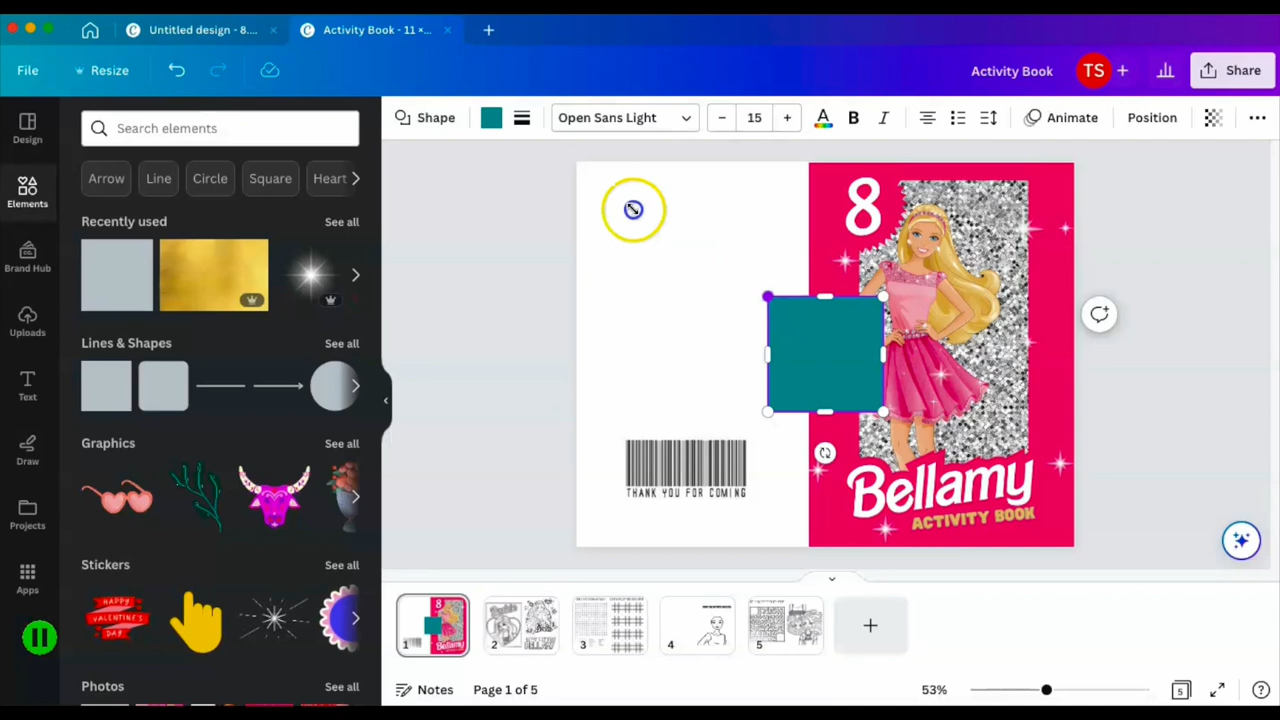 Untitled design - 8....
Activity Book - 11 ×...
File
Resize
Activity Book
TS
Share
Search elements
Shape
Open Sans Light
15
B
I
Animate
Position
Design
Elements
Brand Hub
Uploads
Text
Draw
Projects
Apps
Arrow
Line
Circle
Square
Heart
Recently used
See all
Lines & Shapes
See all
Graphics
See all
Stickers
See all
HAPPY
VALENTINE'S
DAY
Photos
See all
8
THANK YOU FOR COMING
Bellamy
ACTIVITY BOOK
1
2
3
4
5
Notes
Page 1 of 5
53%
5